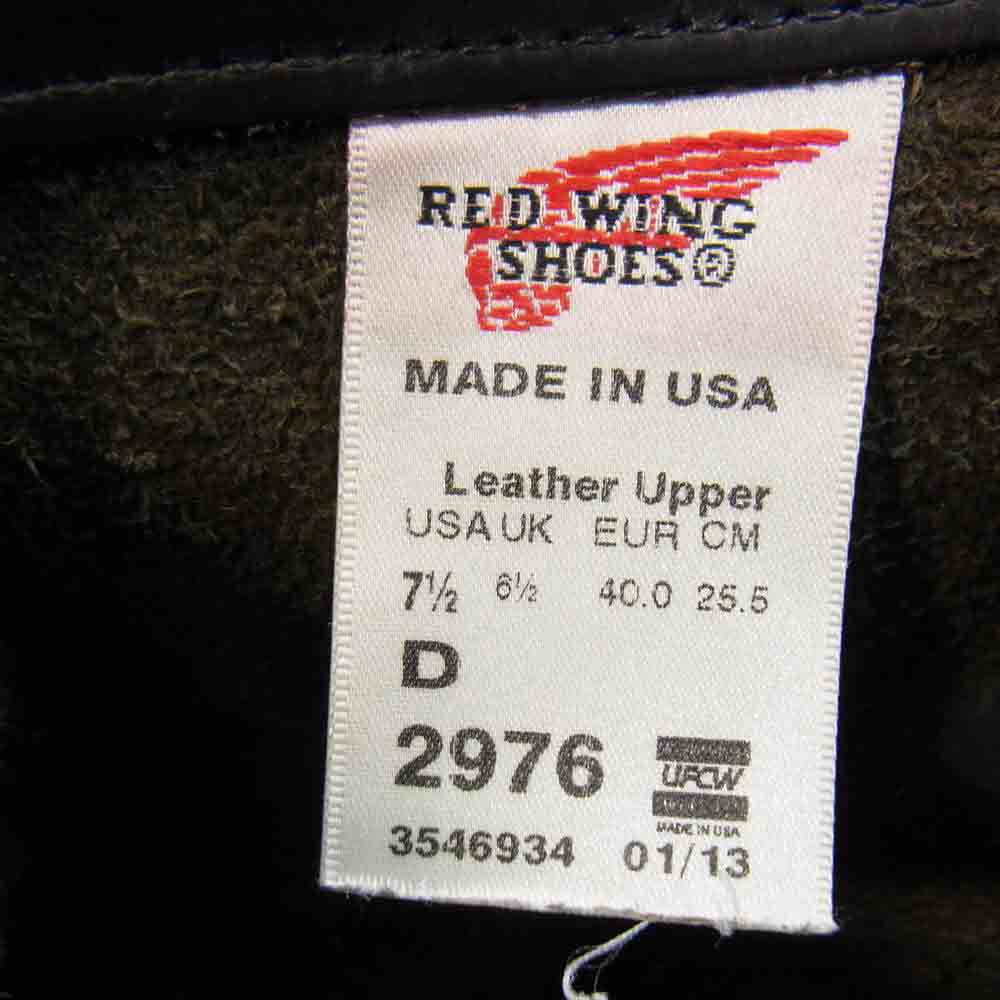 RED WING
SHOES®
MADE IN USA
Leather Upper
USA UK EUR CM
7½ 6½ 40.0 25.5
D
2976
UFCW
MADE IN USA
3546934 01/13